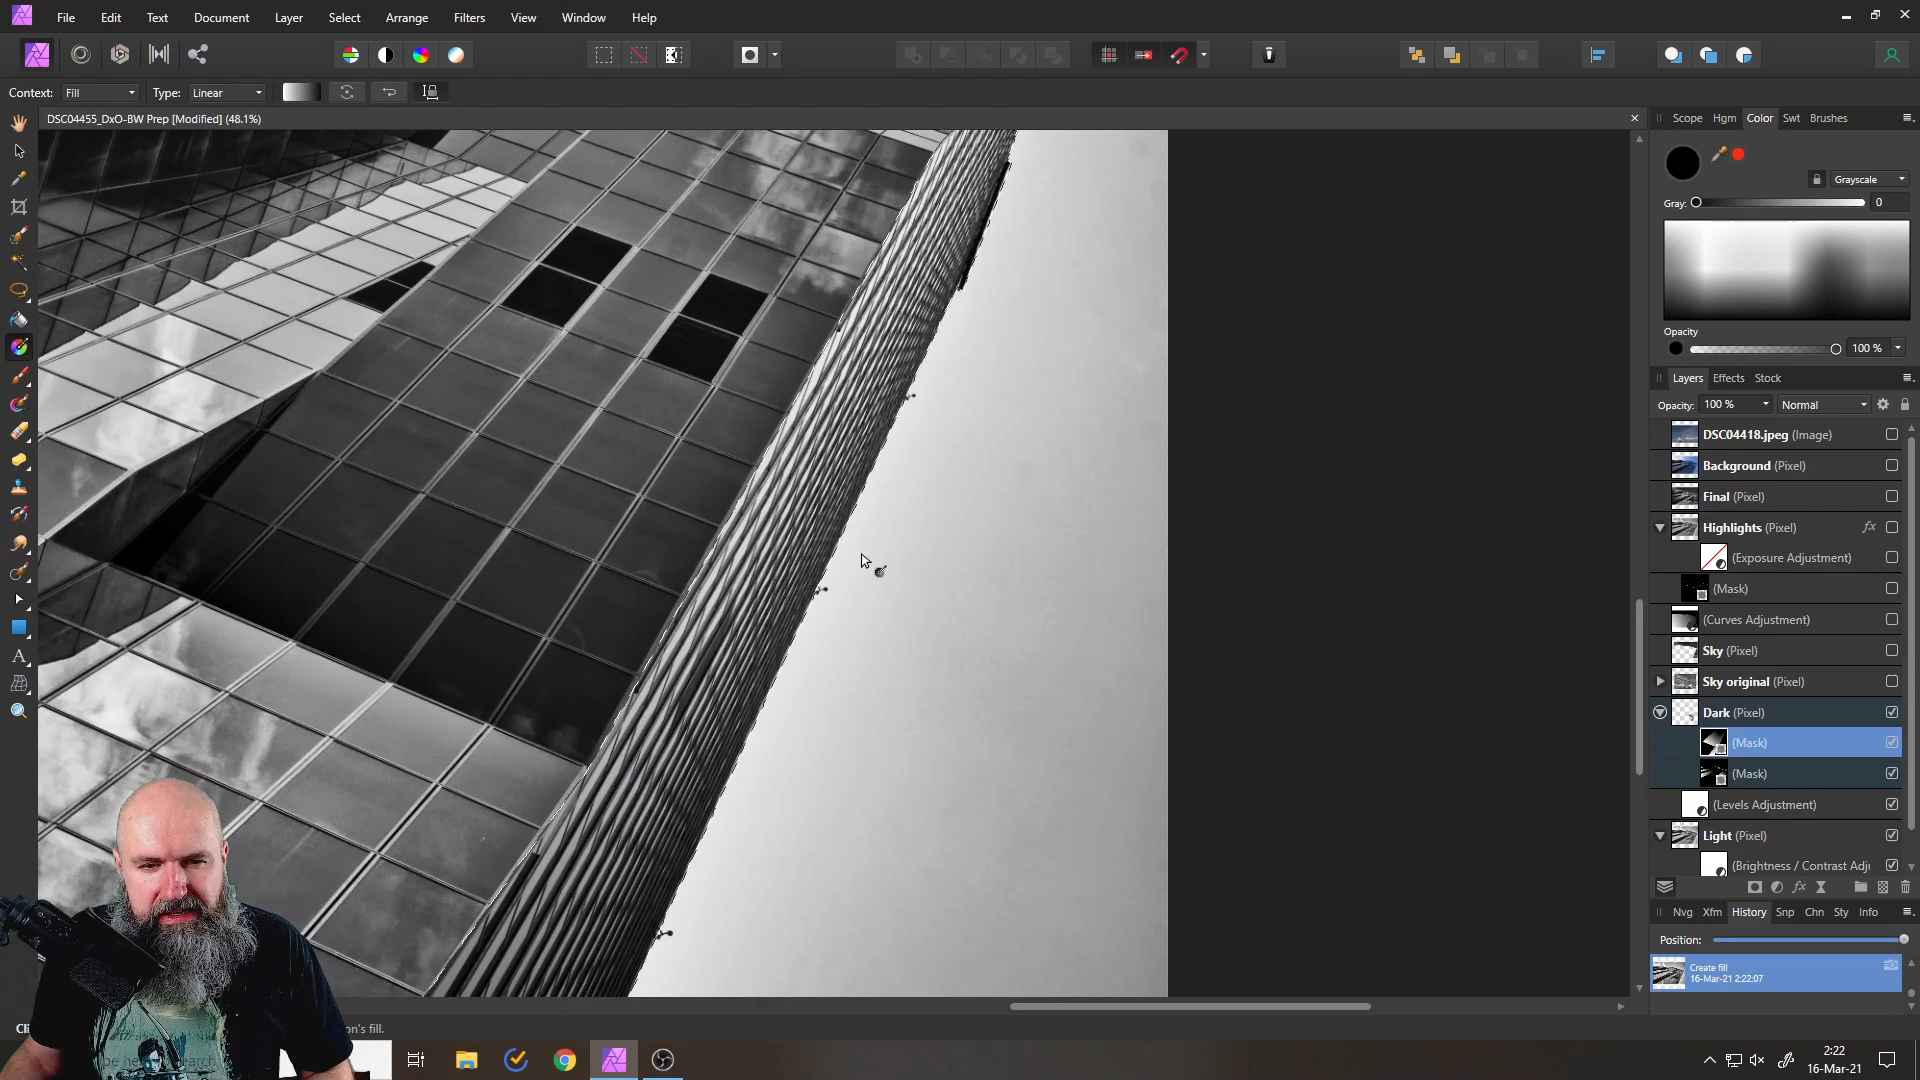 File Edit Text Document Layer Select Arrange Filters View Window Help
Context: Fill Type: Linear
DSC04455_DxO-BW Prep [Modified] (48.1%)
Scope Hgm Color Swt Brushes
Grayscale
Gray: 0
Opacity
100 %
Layers Effects Stock
Opacity: 100 % Normal
DSC04418.jpeg (Image)
Background (Pixel)
Final (Pixel)
Highlights (Pixel) fx
(Exposure Adjustment)
(Mask)
(Curves Adjustment)
Sky (Pixel)
Sky original (Pixel)
Dark (Pixel)
(Mask)
(Mask)
(Levels Adjustment)
Light (Pixel)
(Brightness / Contrast Adj
fx
Nvg Xfm History Snp Chn Sty Info
Position:
Create fill
16-Mar-21 2:22:07
Cli on's fill.
2:22
16-Mar-21